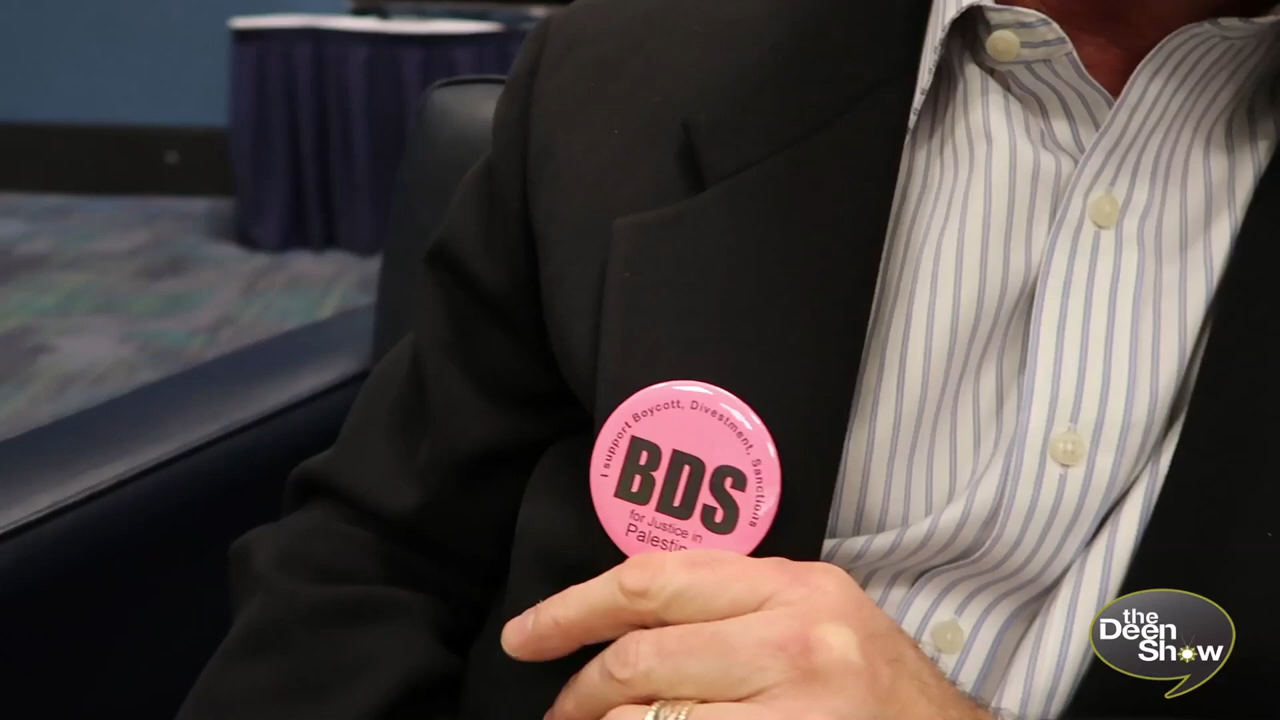 I support Boycott, Divestment, Sanctions
BDS
for Justice in
the
Deen
Show